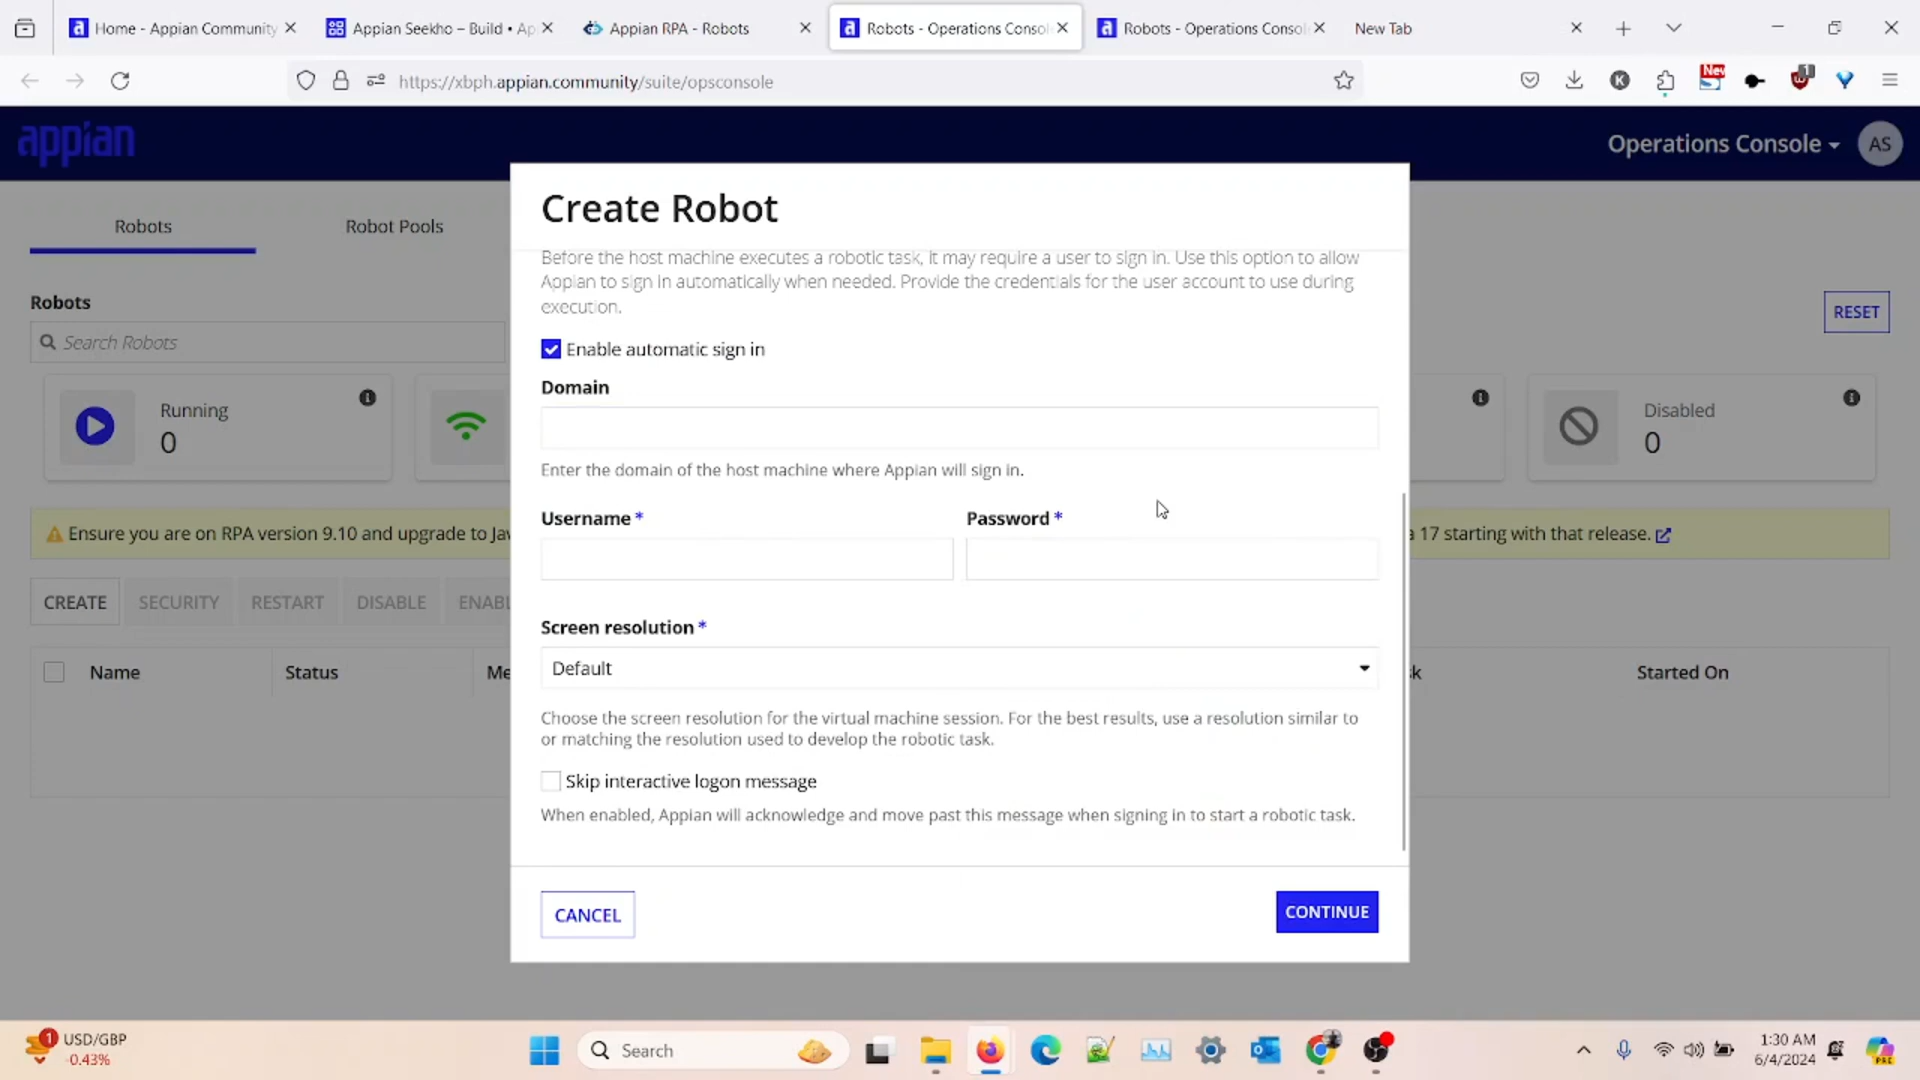 Home - Appian Community
Appian Seekho – Build • Ap
Appian RPA - Robots
Robots - Operations Consol
Robots - Operations Consol
New Tab
https://xbph.appian.community/suite/opsconsole
K
New
1
appian
Operations Console
AS
Create Robot
Robots
Robot Pools
Before the host machine executes a robotic task, it may require a user to sign in. Use this option to allow
Appian to sign in automatically when needed. Provide the credentials for the user account to use during
execution.
Robots
RESET
Search Robots
Enable automatic sign in
Domain
Running
0
Disabled
0
Enter the domain of the host machine where Appian will sign in.
Username *
Password *
Ensure you are on RPA version 9.10 and upgrade to Jav
a 17 starting with that release.
CREATE
SECURITY
RESTART
DISABLE
ENABL
Screen resolution *
Default
Name
Status
Me
sk
Started On
Choose the screen resolution for the virtual machine session. For the best results, use a resolution similar to
or matching the resolution used to develop the robotic task.
Skip interactive logon message
When enabled, Appian will acknowledge and move past this message when signing in to start a robotic task.
CANCEL
CONTINUE
1
USD/GBP
-0.43%
Search
1:30 AM
6/4/2024
PRE